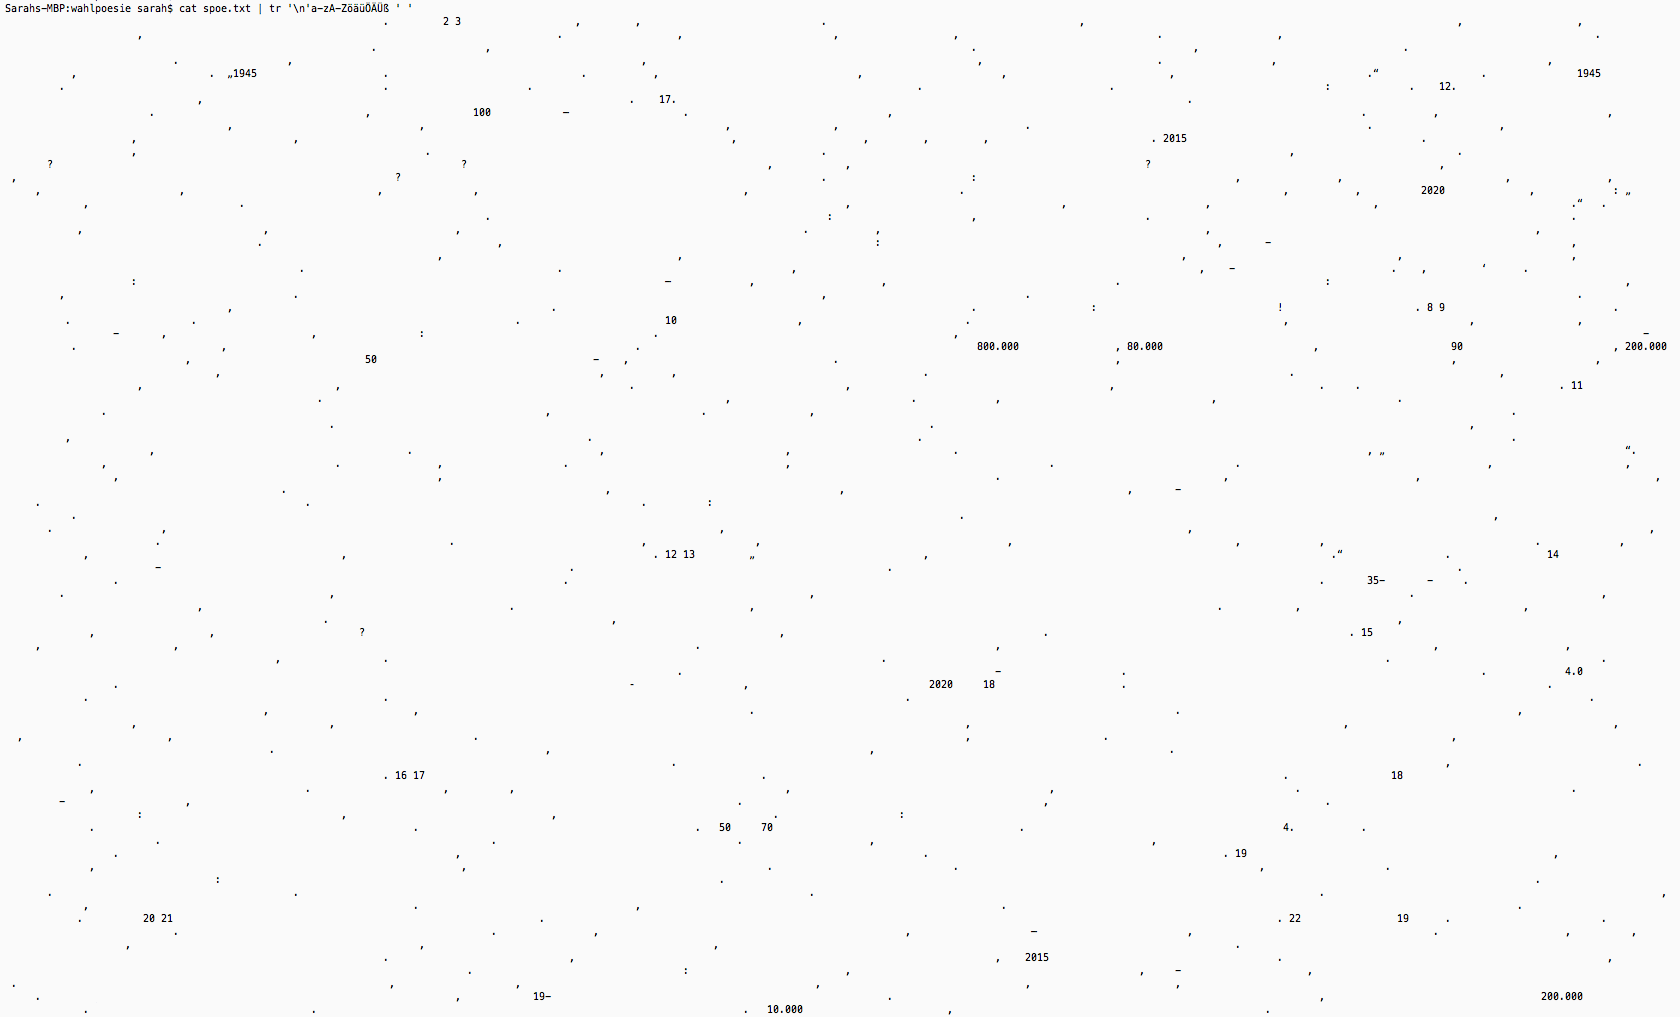 Sarahs-MBP:wahlpoesie sarah$ cat spoe.txt | tr '\n'a-zA-ZöäüÖÄÜß ' '
. 2 3 , , . , , ,
, . , , , . , .
. , . , .
. , , , . , ,
, . „1945 . . , , , , .“ . 1945
. . . . . : . 12.
, . 17. .
. , 100 – . , . , ,
, , , , . . ,
, , , , , , . 2015 .
, . . , .
? ? , , ? ,
, ? . : , , , ,
, , , , , . , , 2020 , : „
, . , , , , .“ .
. : , . .
, , , . , , ,
. , : , – ,
, , , , ,
. . , , – . , ‘ .
: – , , . : ,
, . , . .
, . . : ! . 8 9 .
. . . 10 , . , , ,
– , , : . , –
. , . 800.000 , 80.000 , 90 , 200.000
, 50 – , . , , ,
, , , . . ,
, , . , , . . . 11
. , . , , .
. , . , .
. . ,
, . . .
, . , , . , „ “.
, . , . , . . , ,
, , . , , ,
. , , , –
. . . :
. . ,
. , , , ,
. . , , , , , . ,
, , . 12 13 „ , .“ . 14
– . . .
. . . 35– – .
. , , . ,
, . , . , ,
. , ,
, , ? , . . 15
, , . , , ,
, . . . .
. – . . 4.0
. - , 2020 18 . .
. . . .
, , . . ,
, , , , ,
, , . , . ,
. , , .
. . , .
. 16 17 . . 18
, . , , , , . .
– , . , .
: , , . :
. . . 50 70 . 4. .
. . . , ,
. , . . 19 ,
, , . . , .
: . .
. . . . ,
, . , . .
. 20 21 . . 22 19 . .
. . , , – , . , ,
, , , .
. , , 2015 . ,
. : , , – ,
. , , , , ,
. , 19– . , 200.000
. . . 10.000 , .